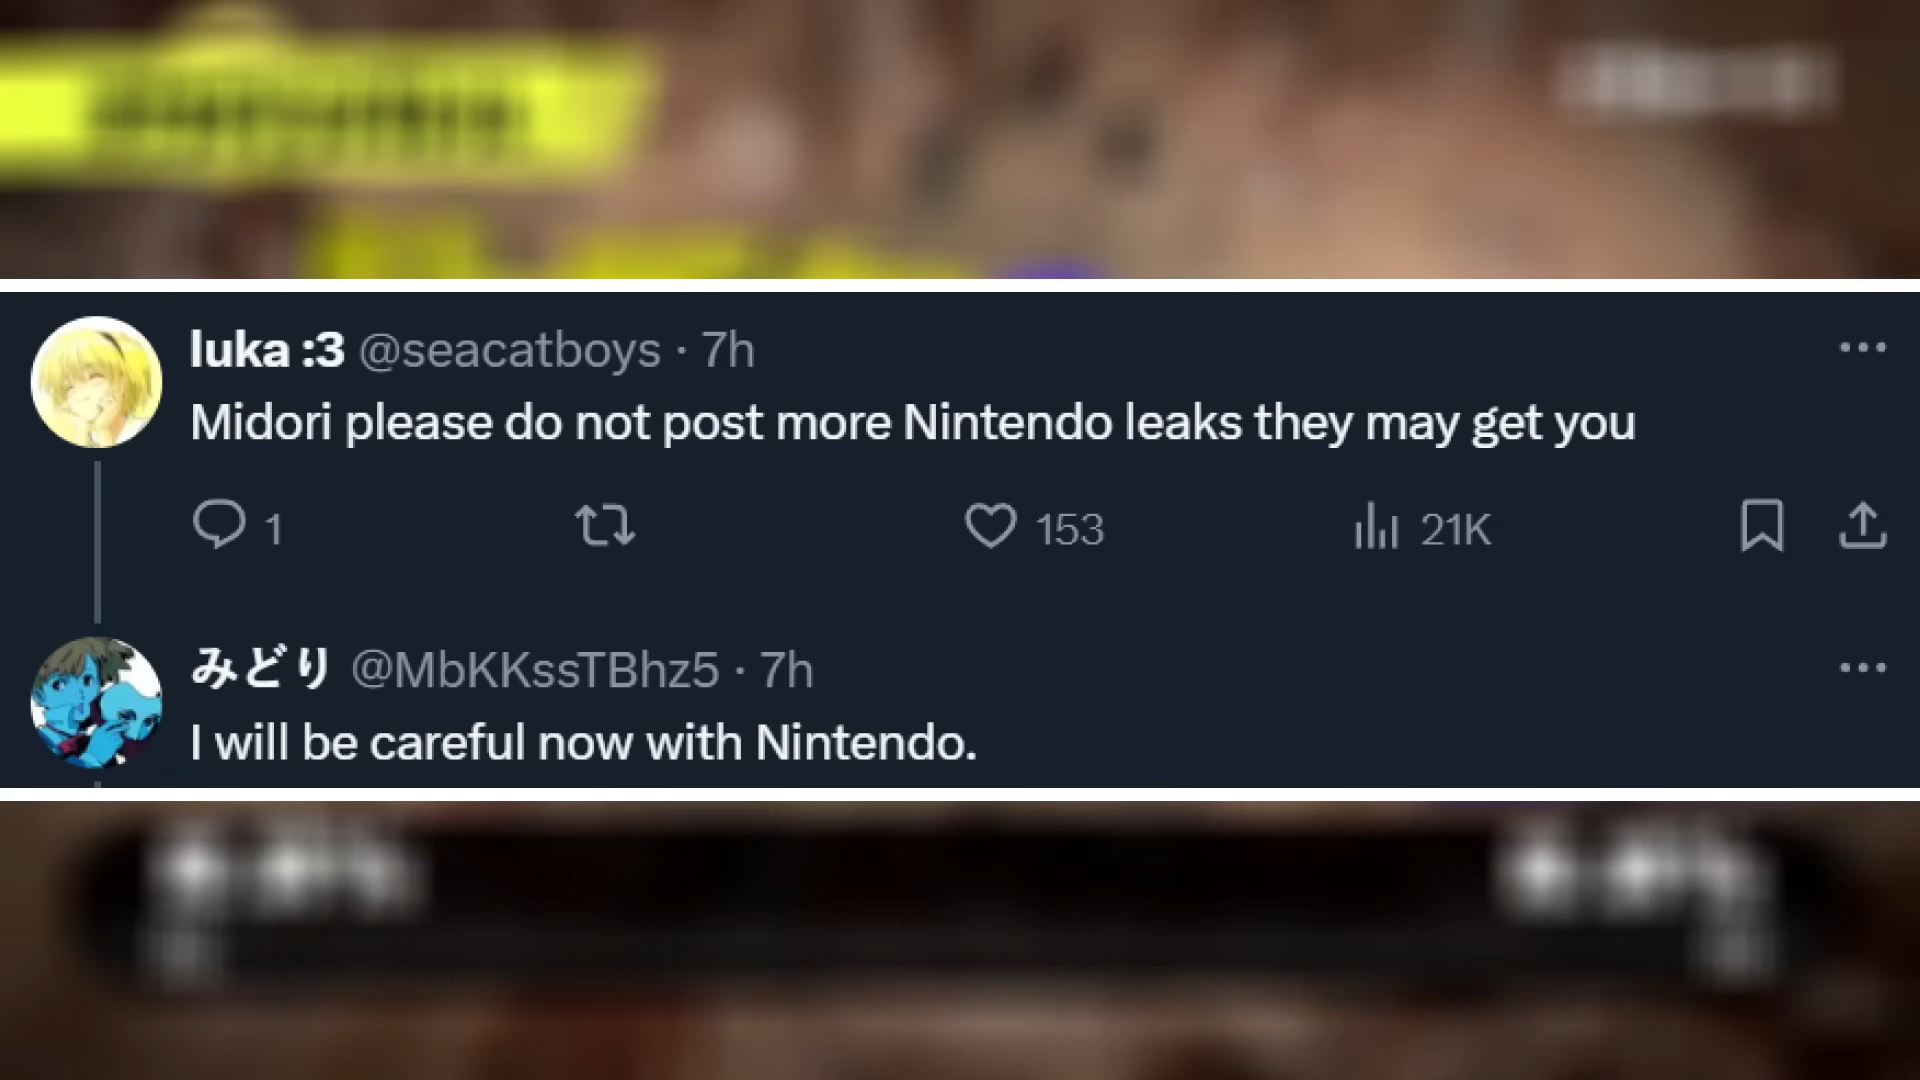 luka :3 @seacatboys · 7h
Midori please do not post more Nintendo leaks they may get you
1 153 21K
みどり @MbKKssTBhz5 · 7h
I will be careful now with Nintendo.